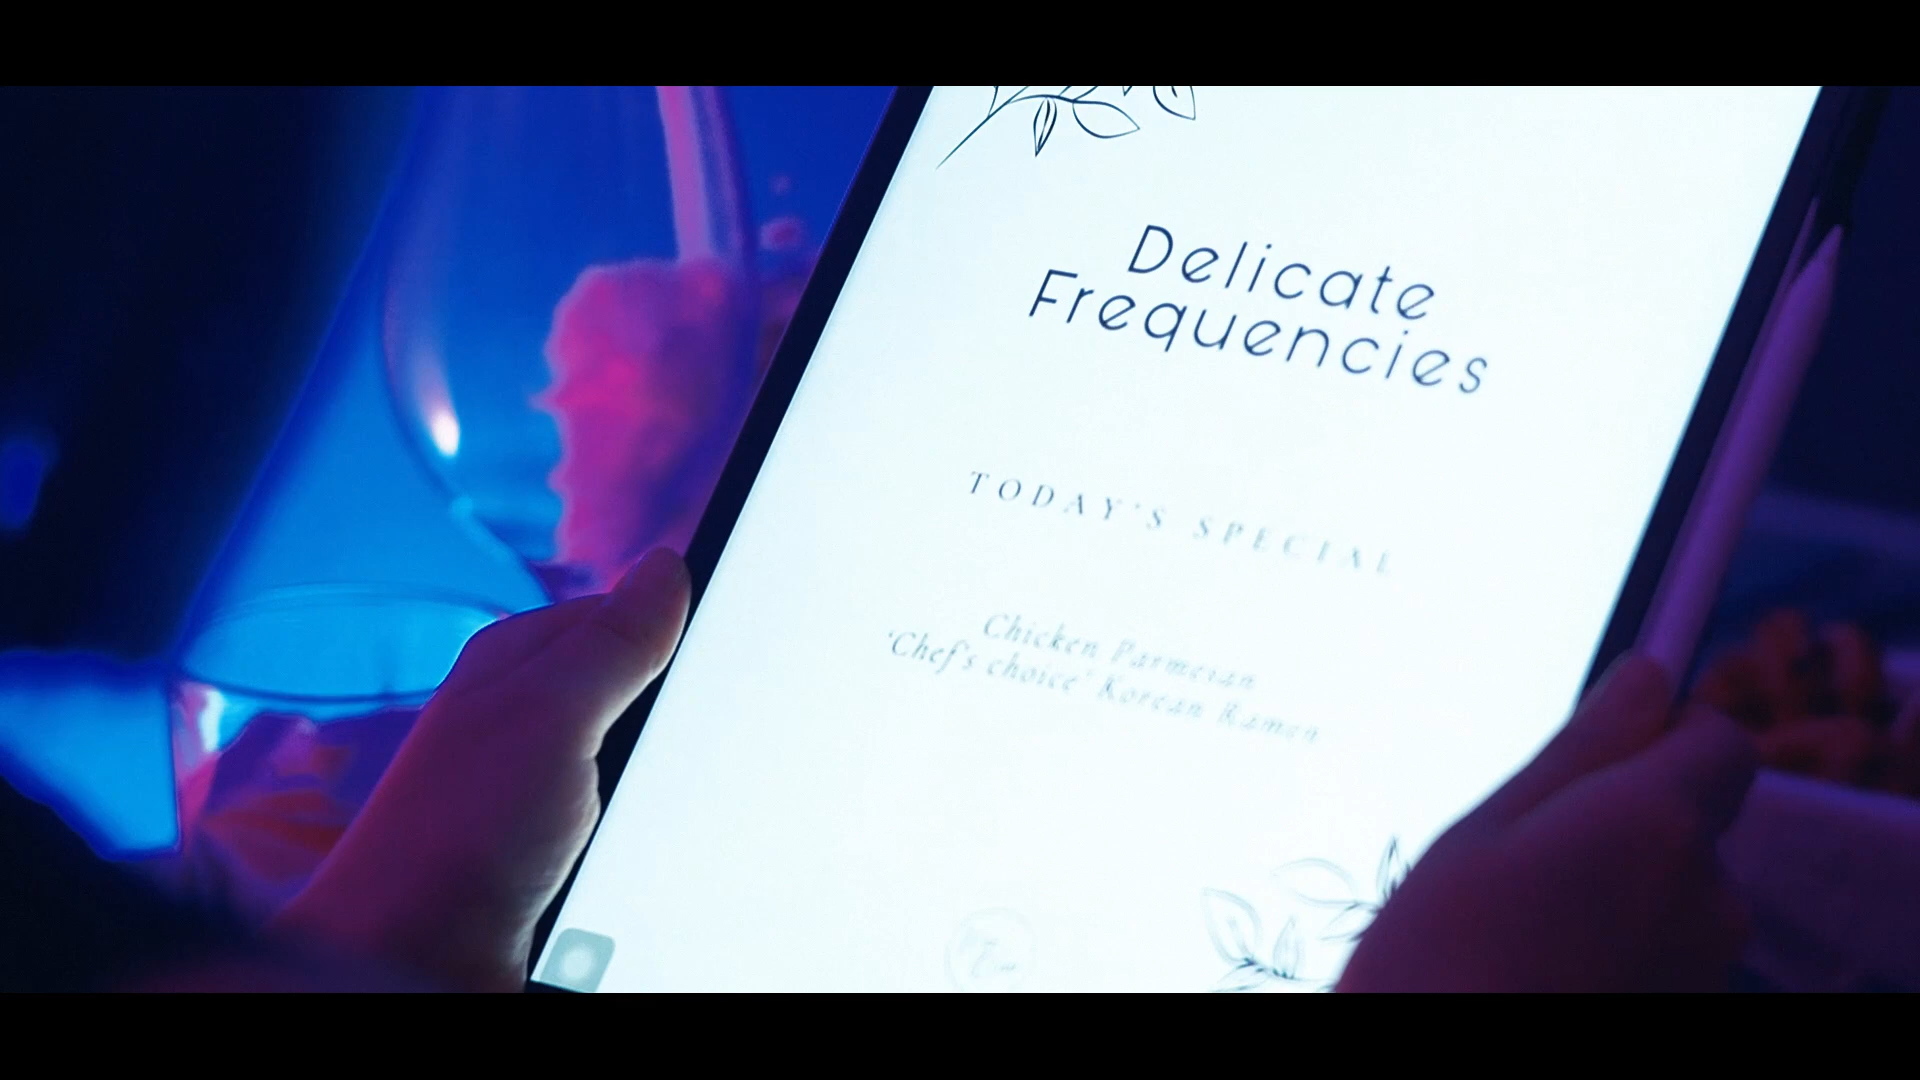 Delicate
Frequencies
TODAY'S SPECIAL
Chicken Parmesan
'Chef's choice' Korean Ramen